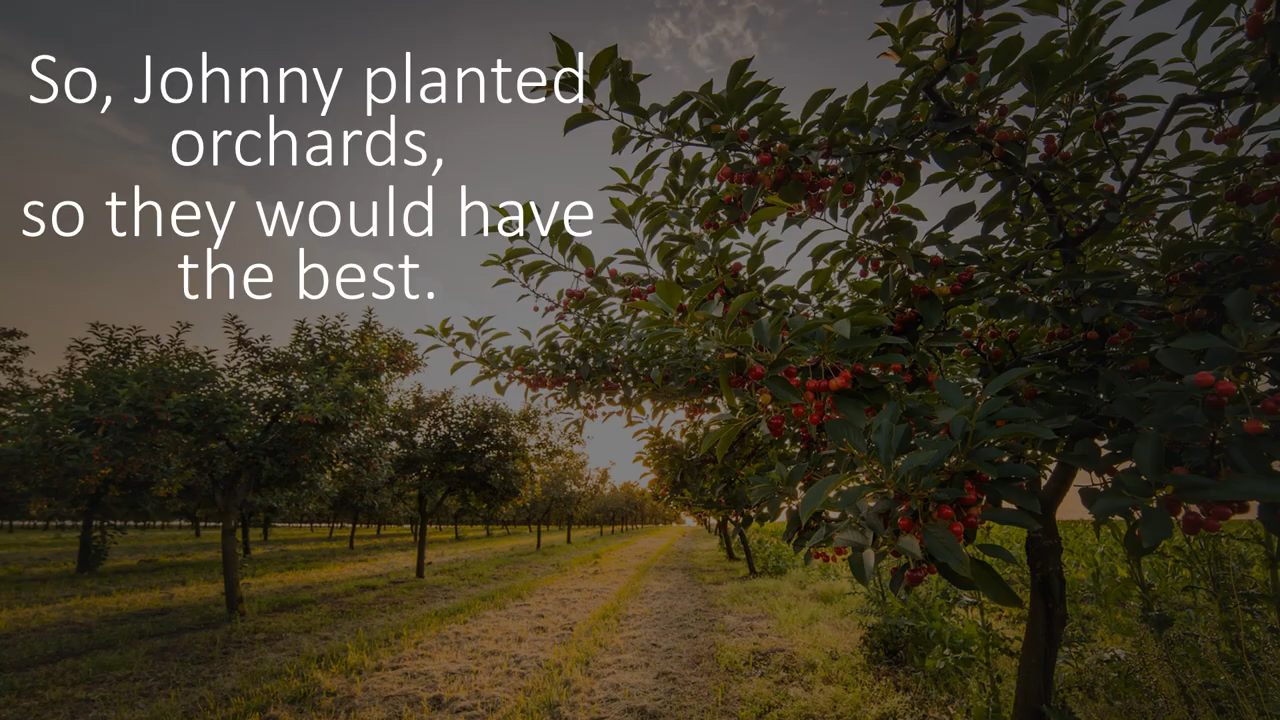 So, Johnny planted
orchards,
so they would have
the best.